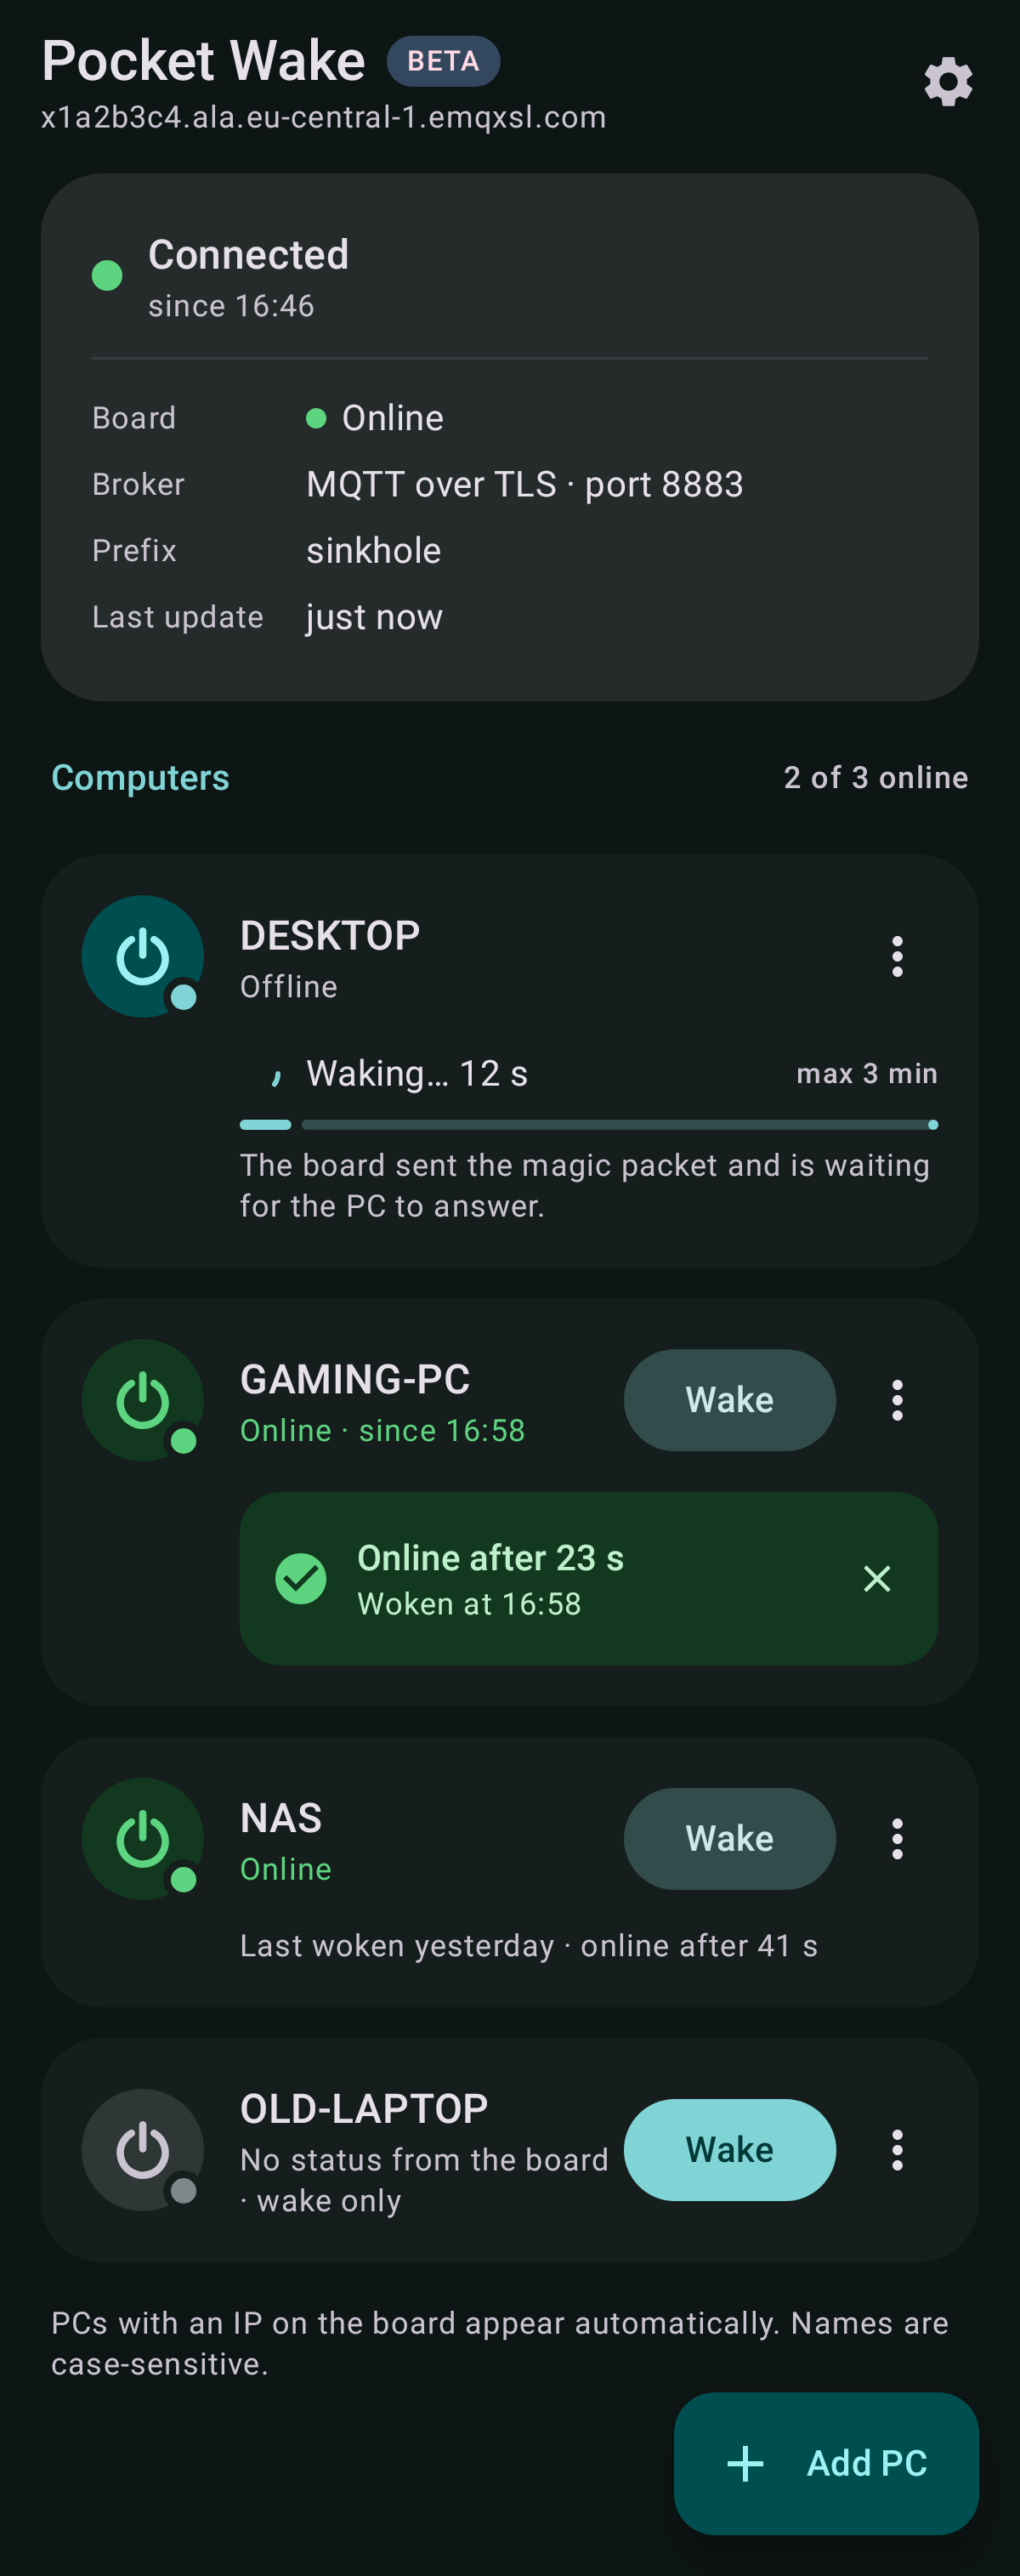 Pocket Wake BETA
x1a2b3c4.ala.eu-central-1.emqxsl.com
Connected
since 16:46
Board Online
Broker MQTT over TLS · port 8883
Prefix sinkhole
Last update just now
Computers 2 of 3 online
DESKTOP
Offline
Waking… 12 s max 3 min
The board sent the magic packet and is waiting
for the PC to answer.
GAMING-PC
Online · since 16:58
Wake
Online after 23 s
Woken at 16:58
NAS
Online
Wake
Last woken yesterday · online after 41 s
OLD-LAPTOP
No status from the board
· wake only
Wake
PCs with an IP on the board appear automatically. Names are
case-sensitive.
Add PC